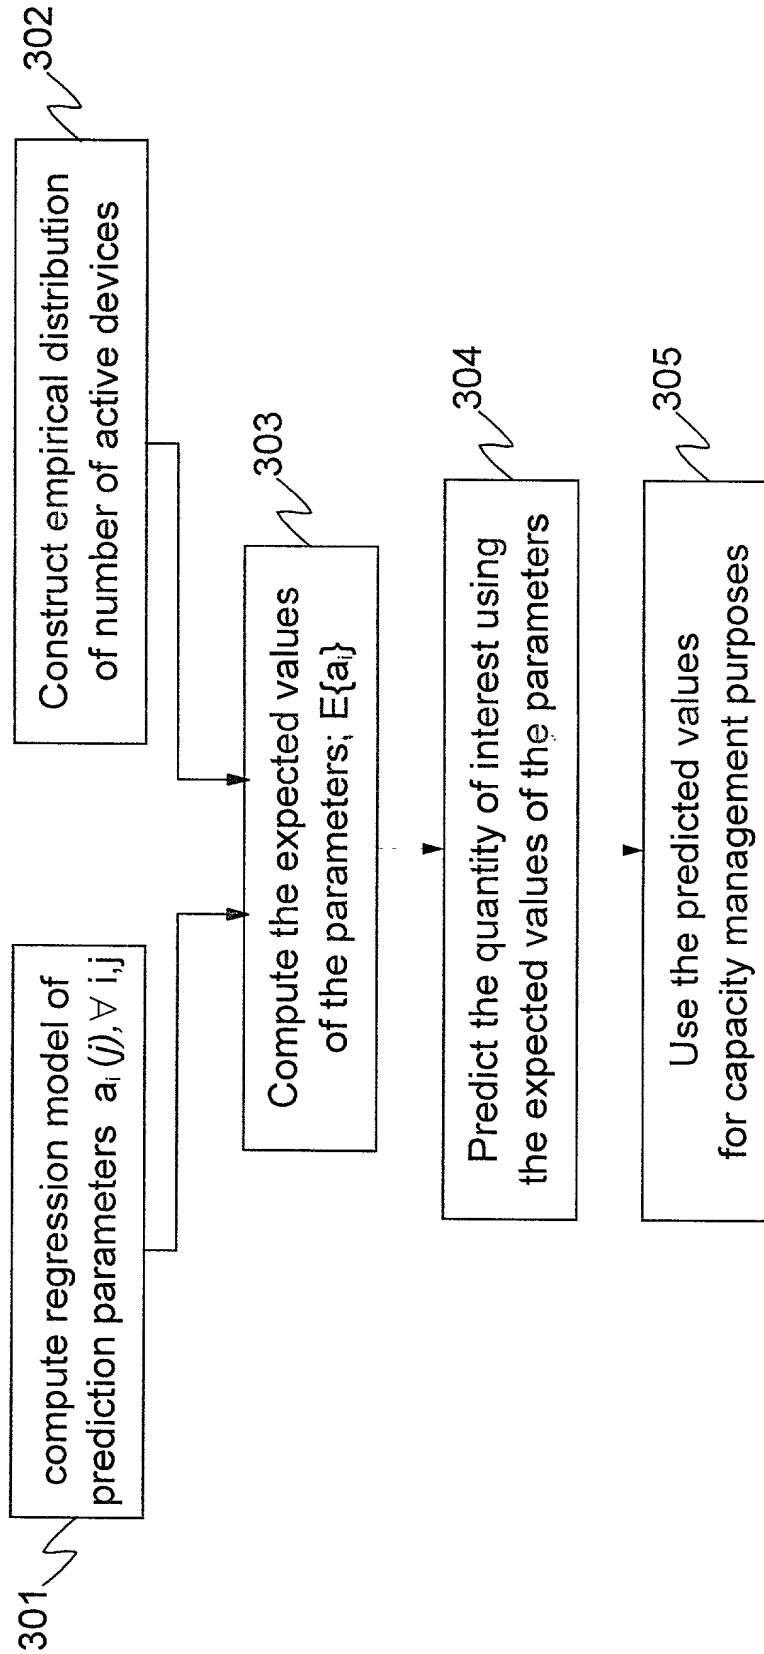 301
compute regression model of
prediction parameters aᵢ (j), ∀ i,j
302
Construct empirical distribution
of number of active devices
303
Compute the expected values
of the parameters; E{aᵢ}
304
Predict the quantity of interest using
the expected values of the parameters
305
Use the predicted values
for capacity management purposes